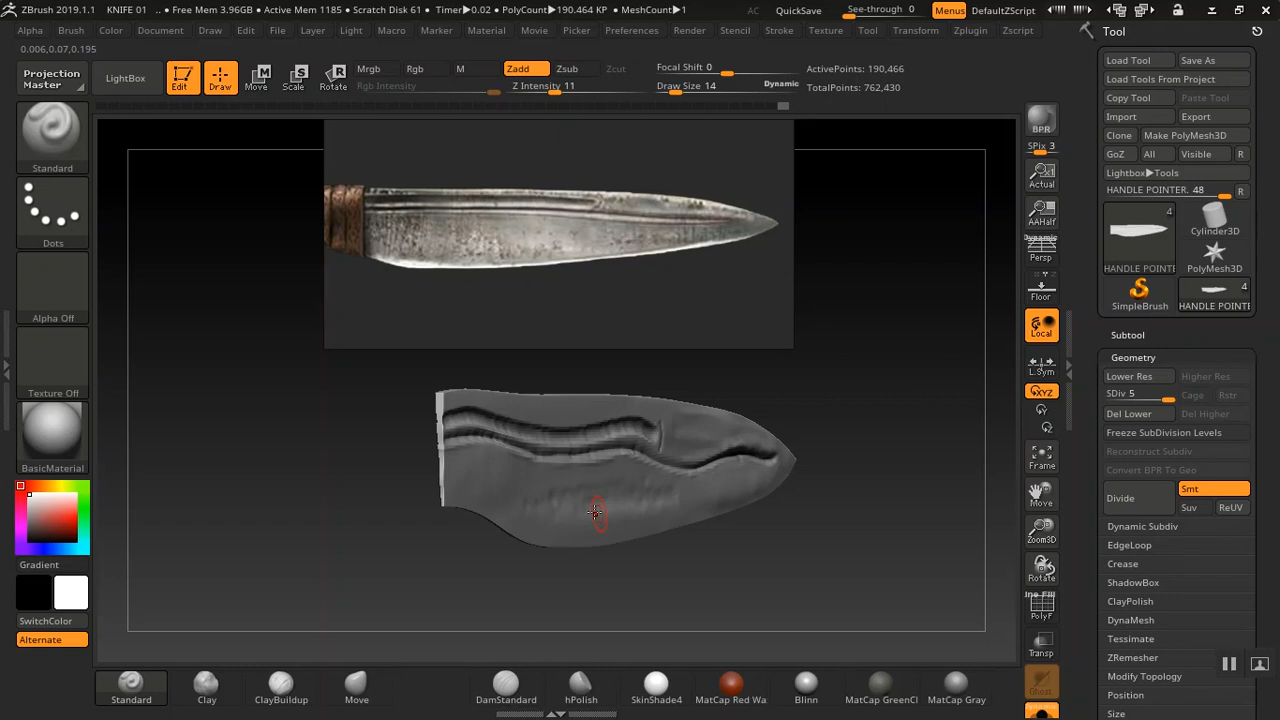 ZBrush 2019.1.1 KNIFE 01 .. • Free Mem 3.96GB • Active Mem 1185 • Scratch Disk 61 • Timer▶0.02 • PolyCount▶190.464 KP • MeshCount▶1 AC QuickSave See-through 0 Menus DefaultZScript
Alpha Brush Color Document Draw Edit File Layer Light Macro Marker Material Movie Picker Preferences Render Stencil Stroke Texture Tool Transform Zplugin Zscript
Tool
0.006,0.07,0.195
Projection Master
LightBox
Edit Draw Move Scale Rotate
Mrgb Rgb M Zadd Zsub Zcut
Rgb Intensity Z Intensity 11
Focal Shift 0
Draw Size 14 Dynamic
ActivePoints: 190,466
TotalPoints: 762,430
Standard
Dots
Alpha Off
Texture Off
BasicMaterial
Gradient
SwitchColor
Alternate
BPR
SPix 3
Actual
AAHalf
Dynamic
Persp
Floor
Local
L.Sym
XYZ
Y
Z
Frame
Move
Zoom3D
Rotate
Line Fill
PolyF
Transp
Ghost
Dynamic
Load Tool Save As
Load Tools From Project
Copy Tool Paste Tool
Import Export
Clone Make PolyMesh3D
GoZ All Visible R
Lightbox▶Tools
HANDLE POINTER. 48 R
4
Cylinder3D
HANDLE POINTE PolyMesh3D
4
SimpleBrush HANDLE POINTE
Subtool
Geometry
Lower Res Higher Res
SDiv 5 Cage Rstr
Del Lower Del Higher
Freeze SubDivision Levels
Reconstruct Subdiv
Convert BPR To Geo
Divide Smt
Suv ReUV
Dynamic Subdiv
EdgeLoop
Crease
ShadowBox
ClayPolish
DynaMesh
Tessimate
ZRemesher
Modify Topology
Position
Size
Standard Clay ClayBuildup Move DamStandard hPolish SkinShade4 MatCap Red Wa Blinn MatCap GreenCl MatCap Gray